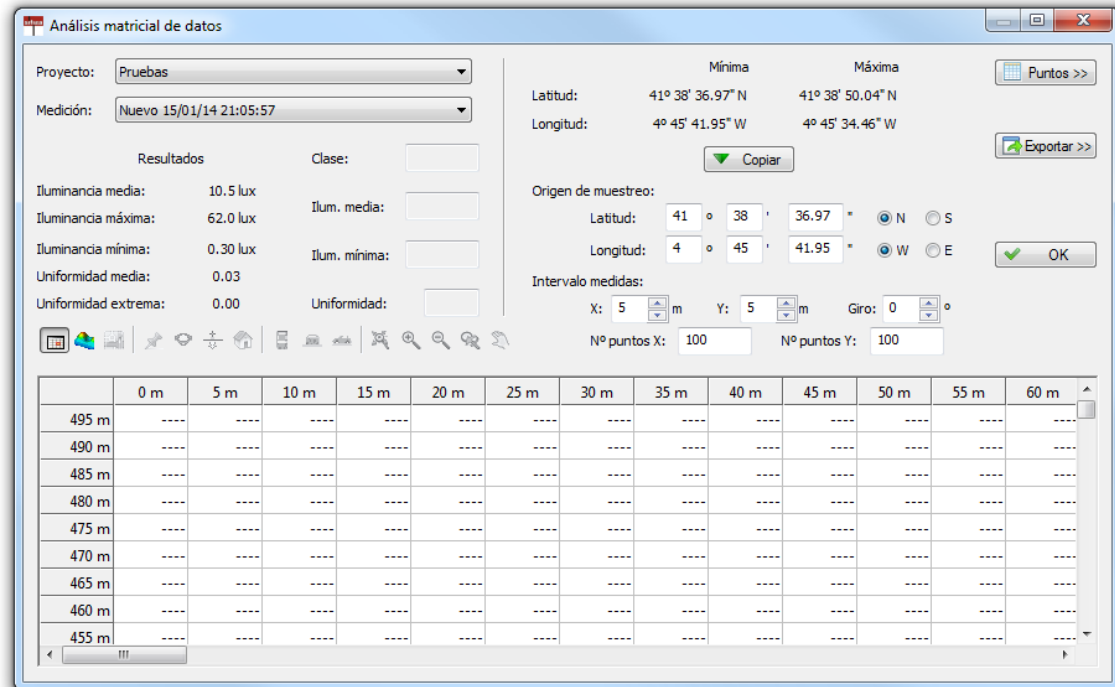 Análisis matricial de datos
Proyecto: Pruebas
Medición: Nuevo 15/01/14 21:05:57
Resultados Clase:
Iluminancia media: 10.5 lux
Ilum. media:
Iluminancia máxima: 62.0 lux
Iluminancia mínima: 0.30 lux
Ilum. mínima:
Uniformidad media: 0.03
Uniformidad extrema: 0.00 Uniformidad:
Mínima Máxima
Latitud: 41º 38' 36.97" N 41º 38' 50.04" N
Longitud: 4º 45' 41.95" W 4º 45' 34.46" W
Copiar
Origen de muestreo:
Latitud: 41 º 38 ' 36.97 " N S
Longitud: 4 º 45 ' 41.95 " W E
Intervalo medidas:
X: 5 m Y: 5 m Giro: 0 º
Nº puntos X: 100 Nº puntos Y: 100
Puntos >>
Exportar >>
OK
0 m 5 m 10 m 15 m 20 m 25 m 30 m 35 m 40 m 45 m 50 m 55 m 60 m
495 m ---- ---- ---- ---- ---- ---- ---- ---- ---- ---- ---- ---- ----
490 m ---- ---- ---- ---- ---- ---- ---- ---- ---- ---- ---- ---- ----
485 m ---- ---- ---- ---- ---- ---- ---- ---- ---- ---- ---- ---- ----
480 m ---- ---- ---- ---- ---- ---- ---- ---- ---- ---- ---- ---- ----
475 m ---- ---- ---- ---- ---- ---- ---- ---- ---- ---- ---- ---- ----
470 m ---- ---- ---- ---- ---- ---- ---- ---- ---- ---- ---- ---- ----
465 m ---- ---- ---- ---- ---- ---- ---- ---- ---- ---- ---- ---- ----
460 m ---- ---- ---- ---- ---- ---- ---- ---- ---- ---- ---- ---- ----
455 m ---- ---- ---- ---- ---- ---- ---- ---- ---- ---- ---- ---- ----